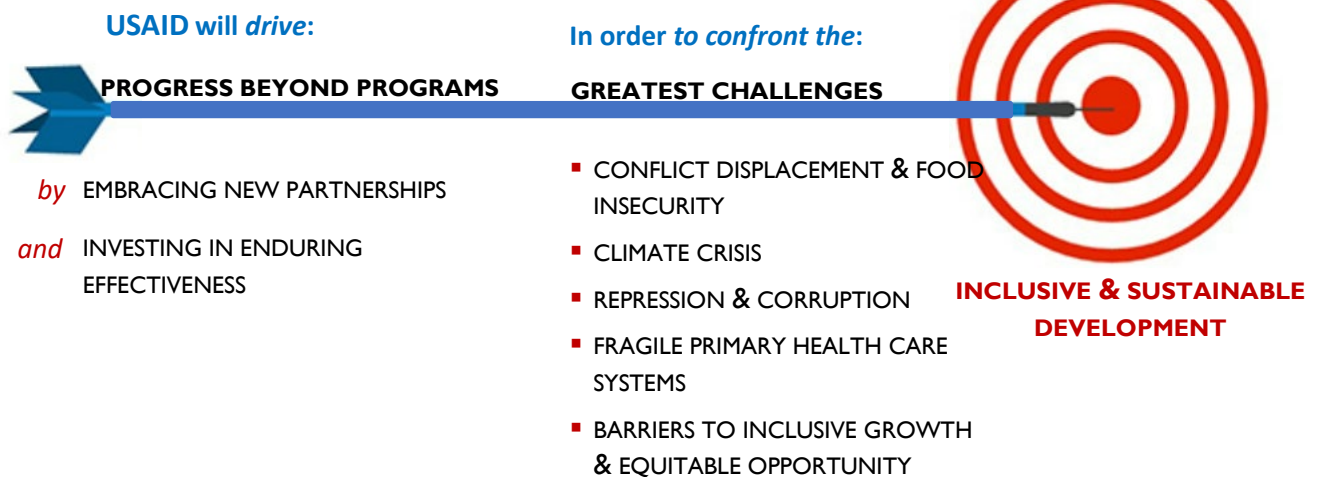 USAID will drive:
PROGRESS BEYOND PROGRAMS
by EMBRACING NEW PARTNERSHIPS
and INVESTING IN ENDURING
EFFECTIVENESS
In order to confront the:
GREATEST CHALLENGES
▪ CONFLICT DISPLACEMENT & FOOD
INSECURITY
▪ CLIMATE CRISIS
▪ REPRESSION & CORRUPTION
▪ FRAGILE PRIMARY HEALTH CARE
SYSTEMS
▪ BARRIERS TO INCLUSIVE GROWTH
& EQUITABLE OPPORTUNITY
INCLUSIVE & SUSTAINABLE
DEVELOPMENT